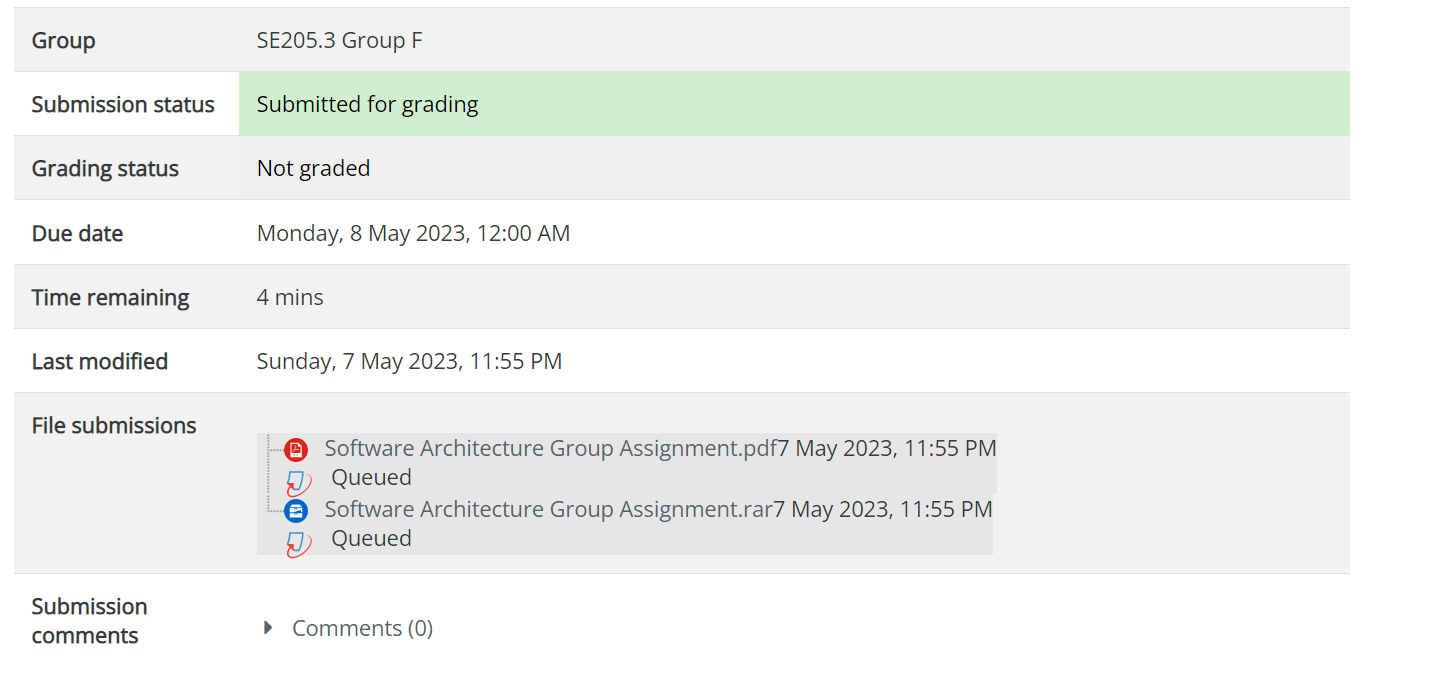 Group SE205.3 Group F
Submission status Submitted for grading
Grading status Not graded
Due date Monday, 8 May 2023, 12:00 AM
Time remaining 4 mins
Last modified Sunday, 7 May 2023, 11:55 PM
File submissions
Software Architecture Group Assignment.pdf7 May 2023, 11:55 PM
Queued
Software Architecture Group Assignment.rar7 May 2023, 11:55 PM
Queued
Submission
comments
Comments (0)